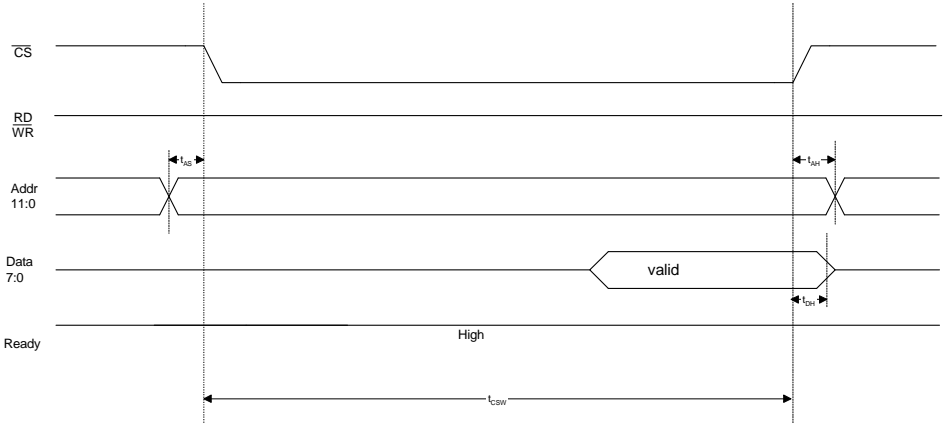 CS
RD
WR
tAS
tAH
Addr
11:0
Data
7:0
valid
tDH
High
Ready
tCSW